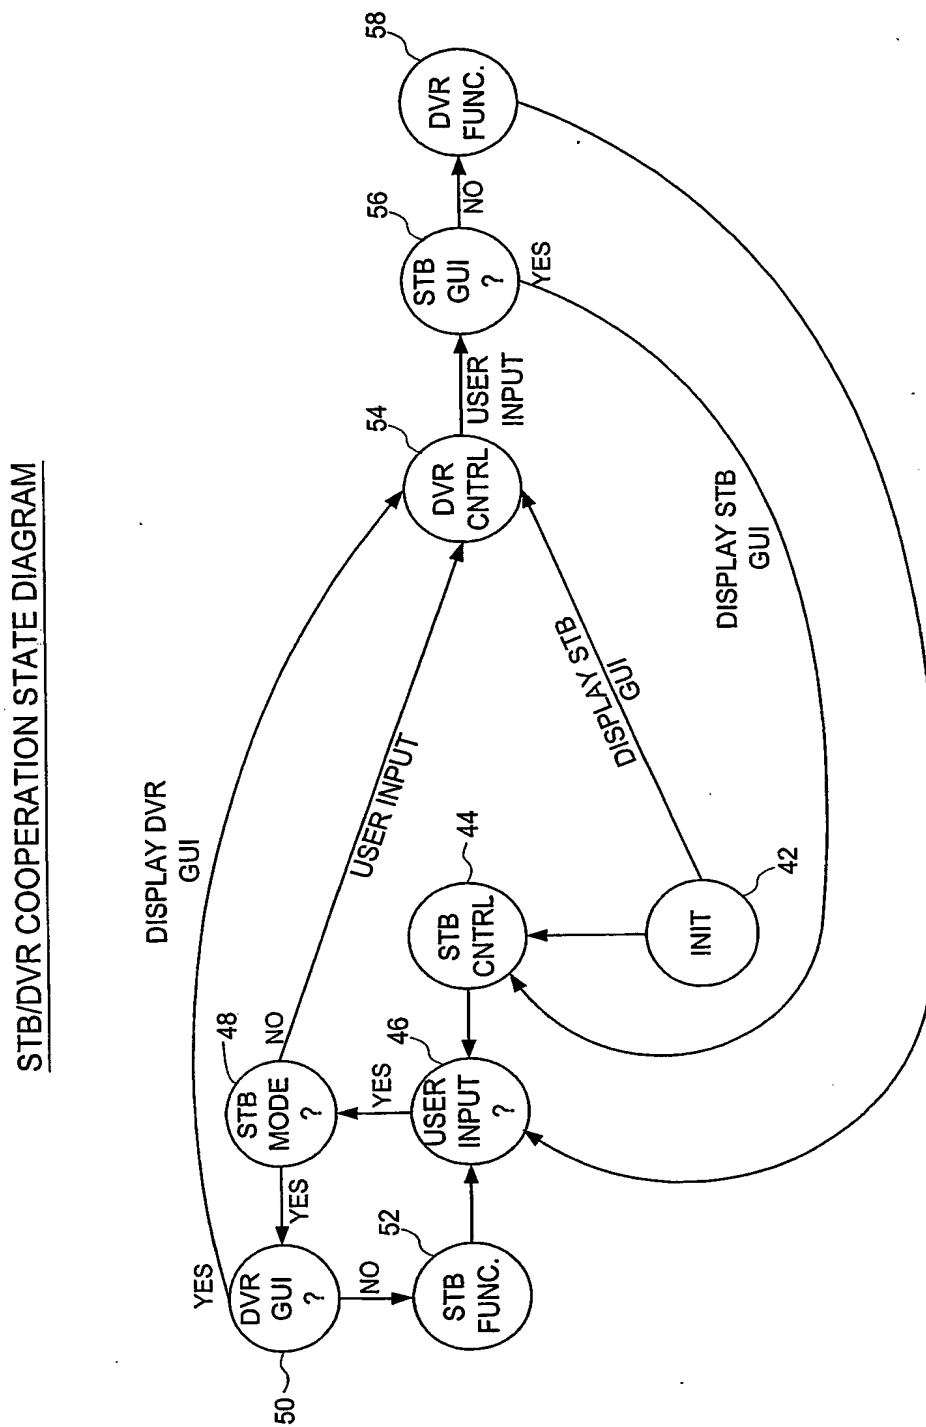 STB/DVR COOPERATION STATE DIAGRAM
DISPLAY DVR
GUI
YES
DVR
GUI
?
50
YES
STB
MODE
?
48
NO
USER INPUT
NO
YES
STB
FUNC.
52
USER
INPUT
?
46
STB
CNTRL
44
DVR
CNTRL
54
USER
INPUT
STB
GUI
?
56
NO
DVR
FUNC.
58
YES
DISPLAY STB
GUI
INIT
42
DISPLAY STB
GUI